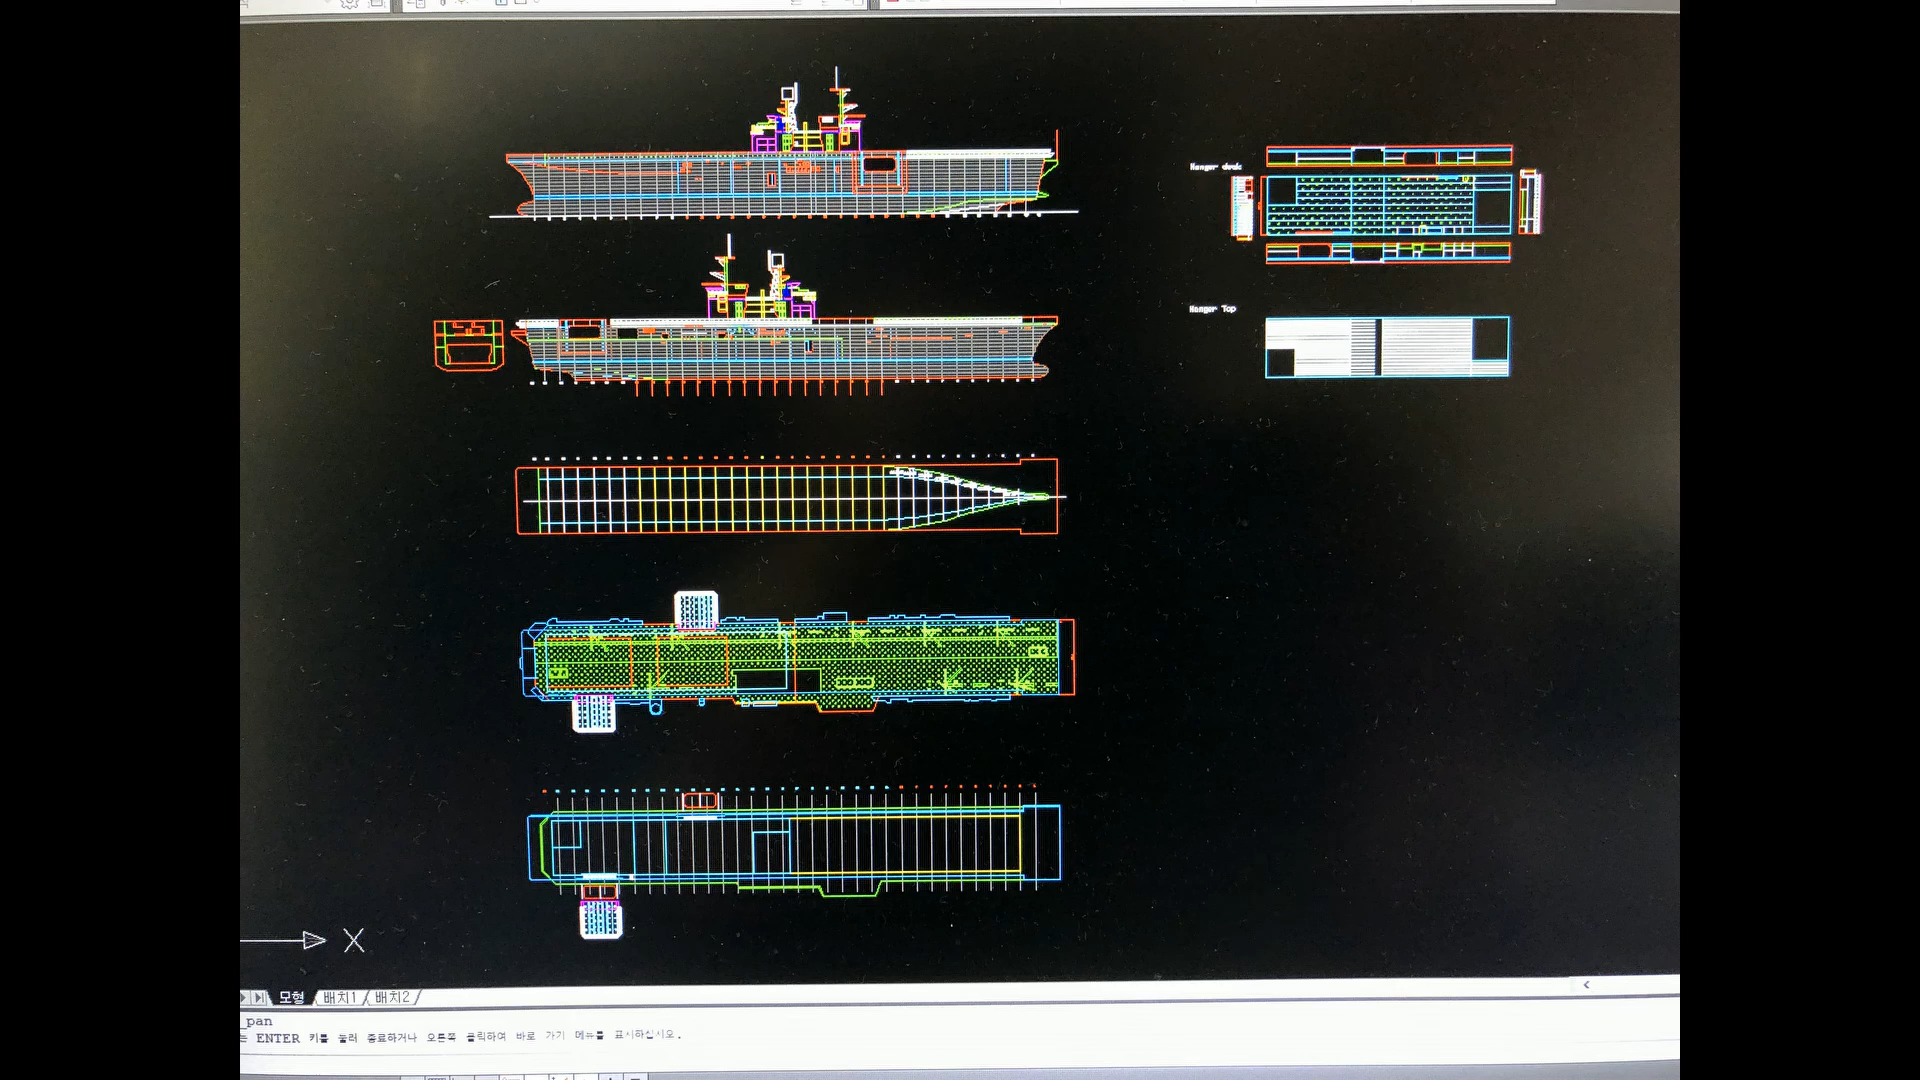 Hanger deak
Hanger Top
X
모형 / 배치1 / 배치2 /
_pan
는 ENTER 키를 눌러 종료하거나 오른쪽 클릭하여 바로 가기 메뉴를 표시하십시오.